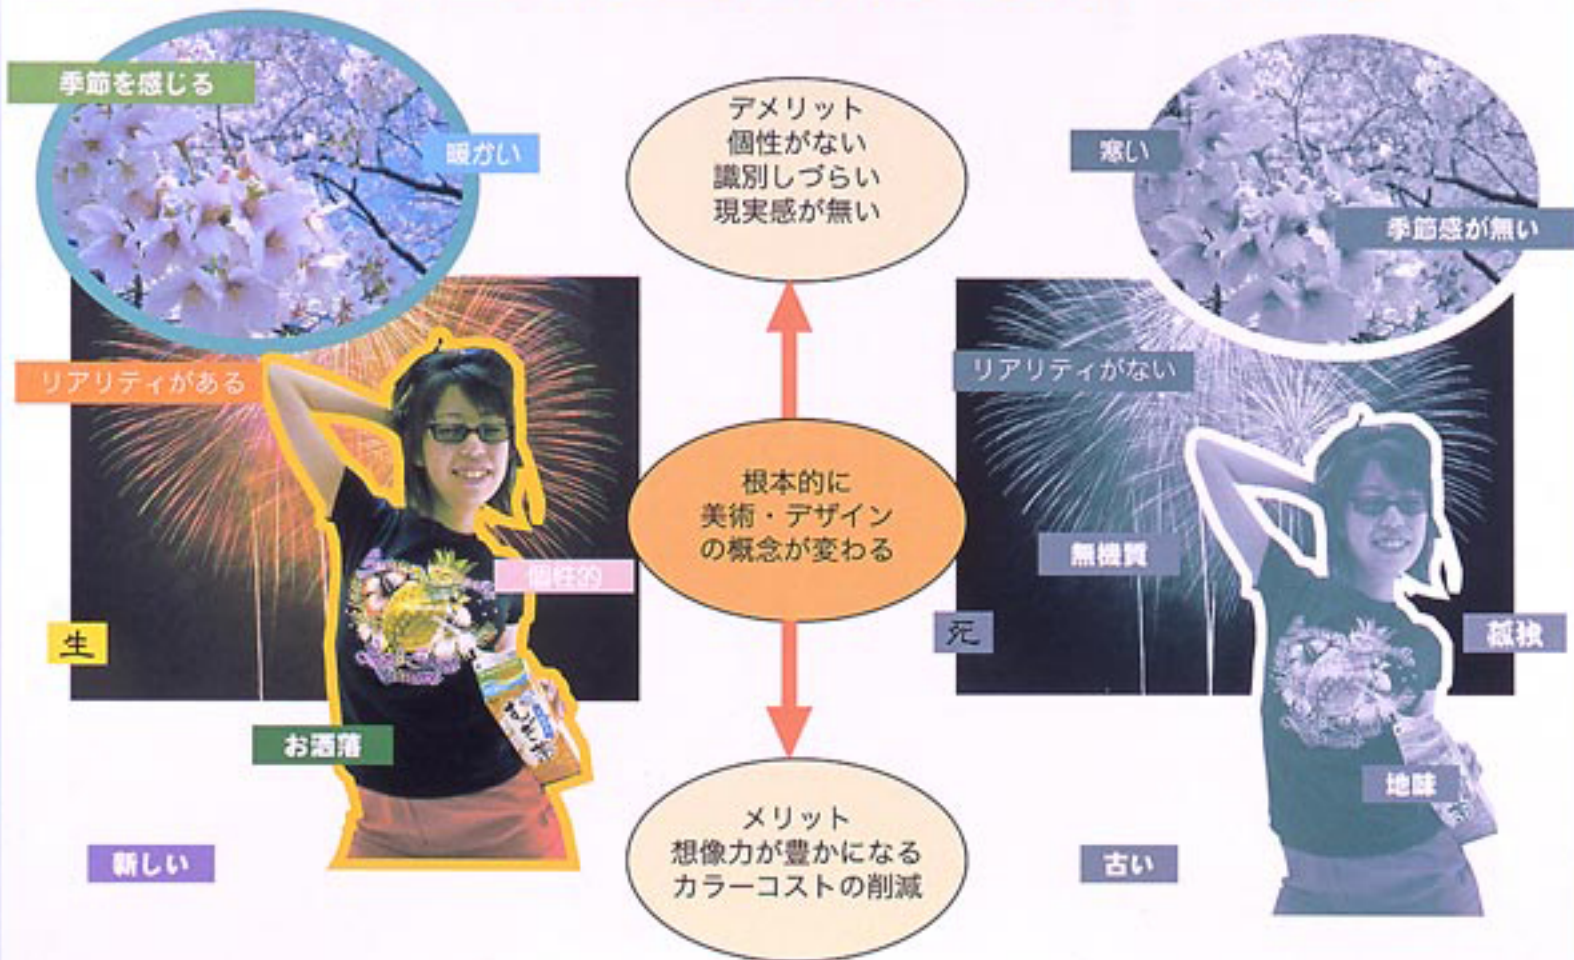 季節を感じる
暖かい
リアリティがある
個性的
生
お洒落
新しい
デメリット
個性がない
識別しづらい
現実感が無い
根本的に
美術・デザイン
の概念が変わる
メリット
想像力が豊かになる
カラーコストの削減
寒い
季節感が無い
リアリティがない
無機質
死
孤独
地味
古い